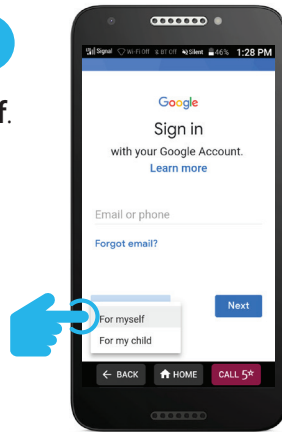 Signal Wi-Fi Off BT Off Silent 46% 1:28 PM
Google
Sign in
f.
with your Google Account.
Learn more
Email or phone
Forgot email?
Next
For myself
For my child
BACK HOME CALL 5☆